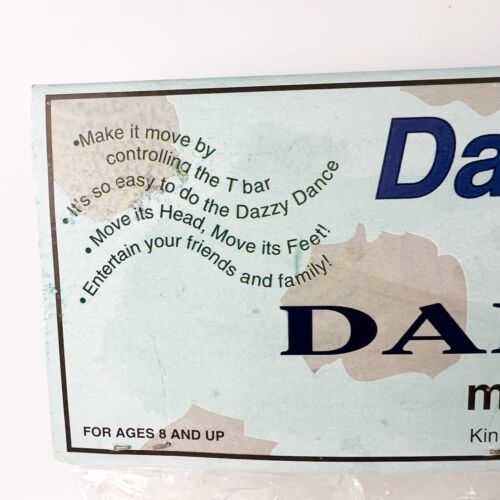 •Make it move by
controlling the T bar
•It's so easy to do the Dazzy Dance
• Move its Head, Move its Feet!
• Entertain your friends and family!
Da
DA
m
Kin
FOR AGES 8 AND UP